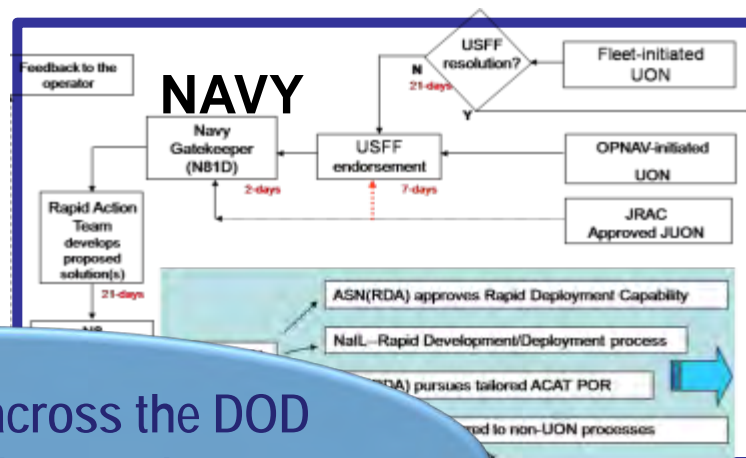 USFF
resolution?
N
21-days
Y
Fleet-initiated
UON
Feedback to the
operator
NAVY
Navy
Gatekeeper
(N81D)
2-days
USFF
endorsement
7-days
OPNAV-initiated
UON
JRAC
Approved JUON
Rapid Action
Team
develops
proposed
solution(s)
21-days
ASN(RDA) approves Rapid Deployment Capability
NaIL--Rapid Development/Deployment process
DA) pursues tailored ACAT POR
red to non-UON processes
across the DOD